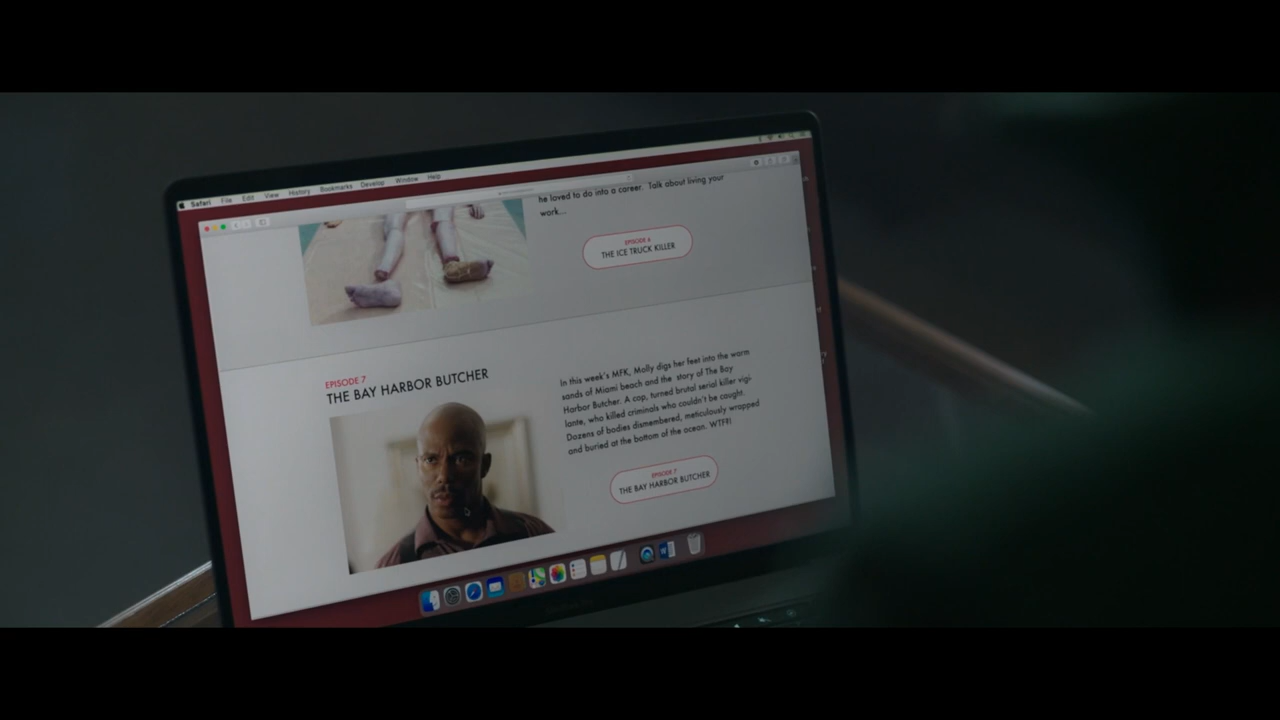 Safari File Edit View History Bookmarks Develop Window Help
he loved to do into a career. Talk about living your
work...
EPISODE 6
THE ICE TRUCK KILLER
EPISODE 7
THE BAY HARBOR BUTCHER
In this week's MFK, Molly digs her feet into the warm
sands of Miami beach and the story of The Bay
Harbor Butcher. A cop, turned brutal serial killer vigi-
lante, who killed criminals who couldn't be caught.
Dozens of bodies dismembered, meticulously wrapped
and buried at the bottom of the ocean. WTF?!
EPISODE 7
THE BAY HARBOR BUTCHER